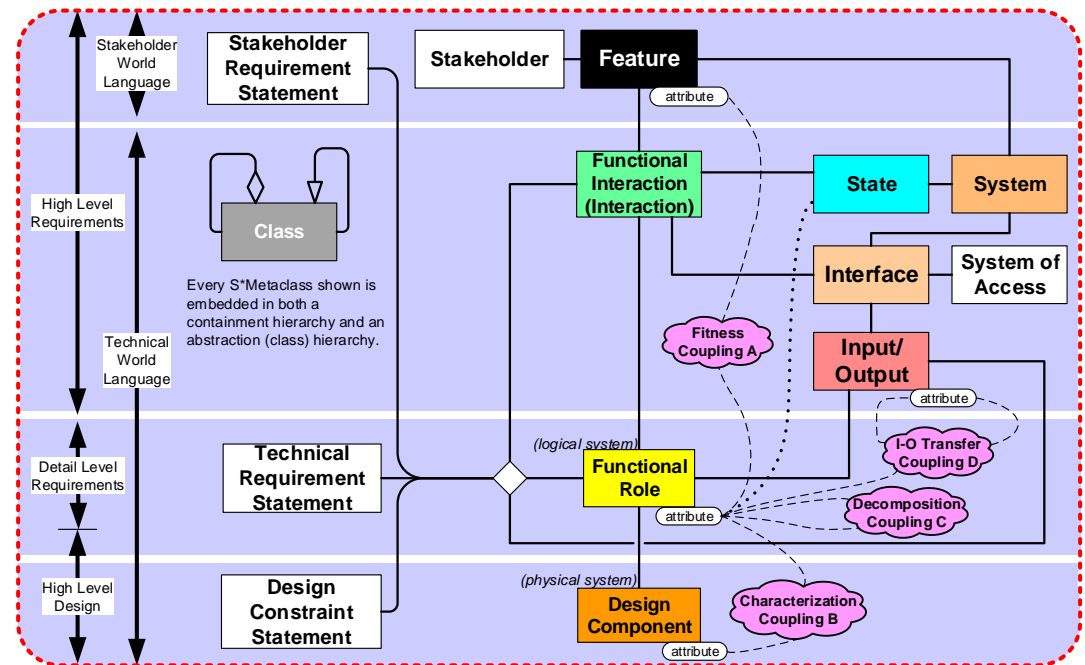 Stakeholder
World
Language
Stakeholder
Requirement
Statement
Stakeholder
Feature
attribute
High Level
Requirements
Technical
World
Language
Class
Every S*Metaclass shown is
embedded in both a
containment hierarchy and an
abstraction (class) hierarchy.
Functional
Interaction
(Interaction)
State
System
Interface
System of
Access
Fitness
Coupling A
Input/
Output
attribute
Detail Level
Requirements
Technical
Requirement
Statement
(logical system)
Functional
Role
attribute
I-O Transfer
Coupling D
Decomposition
Coupling C
High Level
Design
Design
Constraint
Statement
(physical system)
Design
Component
attribute
Characterization
Coupling B